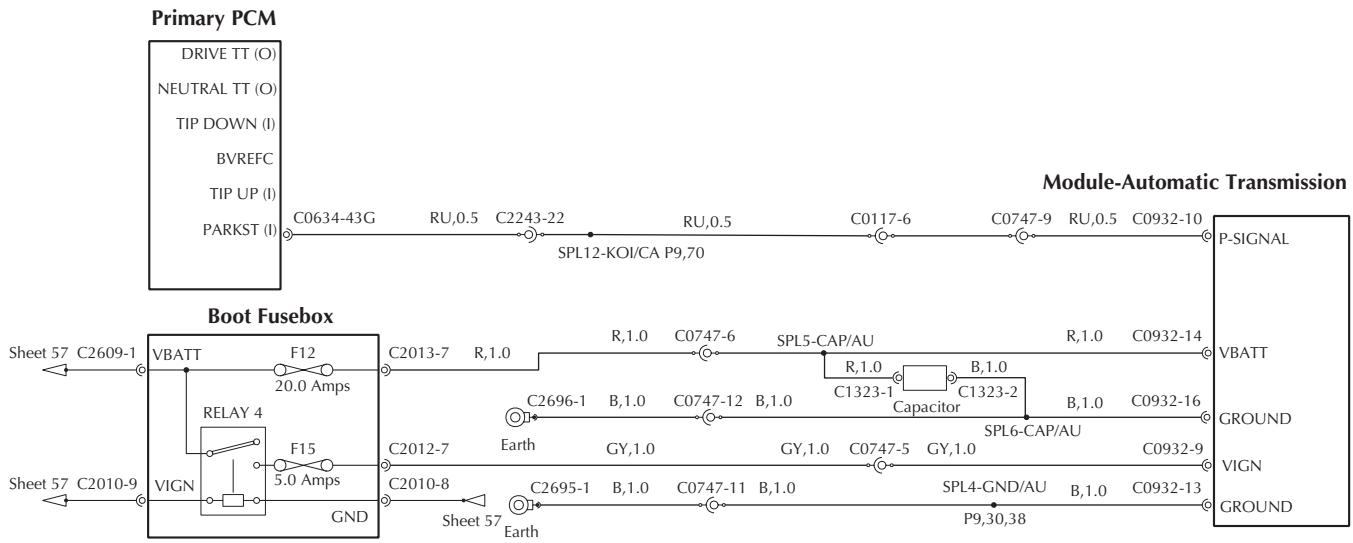 Primary PCM
DRIVE TT (O)
NEUTRAL TT (O)
TIP DOWN (I)
BVREFC
TIP UP (I)
PARKST (I)
C0634-43G RU,0.5 C2243-22 RU,0.5 C0117-6 C0747-9 RU,0.5 C0932-10
SPL12-KOI/CA P9,70
Module-Automatic Transmission
P-SIGNAL
Boot Fusebox
Sheet 57 C2609-1 VBATT F12 C2013-7 R,1.0 R,1.0 C0747-6 SPL5-CAP/AU R,1.0 C0932-14 VBATT
20.0 Amps
R,1.0 B,1.0
C1323-1 Capacitor C1323-2
RELAY 4
C2696-1 B,1.0 C0747-12 B,1.0 B,1.0 C0932-16 GROUND
Earth SPL6-CAP/AU
F15 C2012-7 GY,1.0 GY,1.0 C0747-5 GY,1.0 C0932-9 VIGN
5.0 Amps
Sheet 57 C2010-9 VIGN C2010-8 C2695-1 B,1.0 C0747-11 B,1.0 SPL4-GND/AU B,1.0 C0932-13 GROUND
GND Sheet 57 Earth P9,30,38